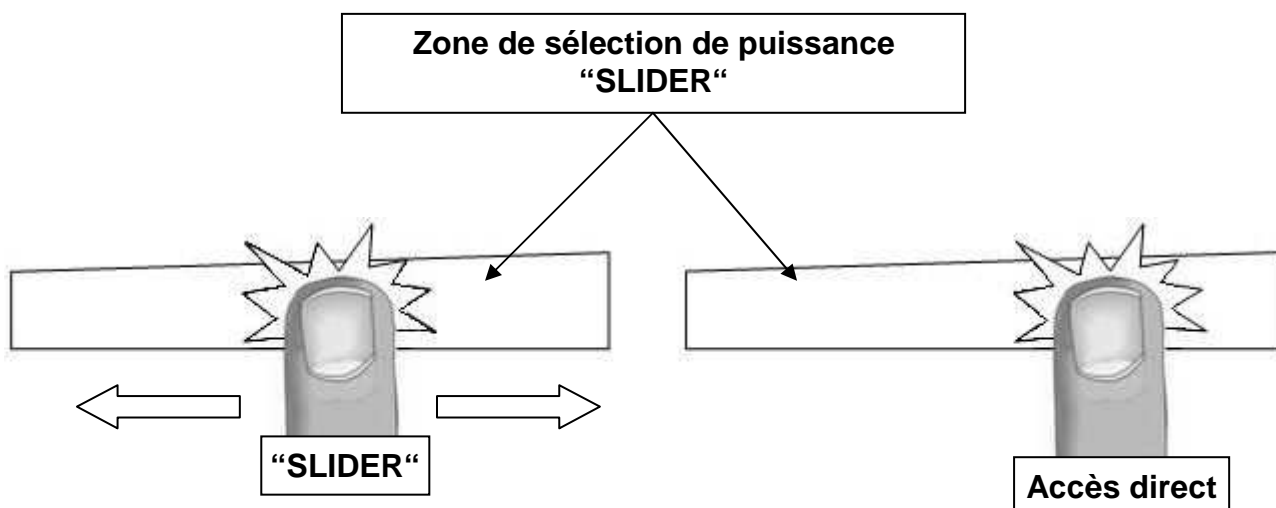 Zone de sélection de puissance
“SLIDER“
“SLIDER“
Accès direct